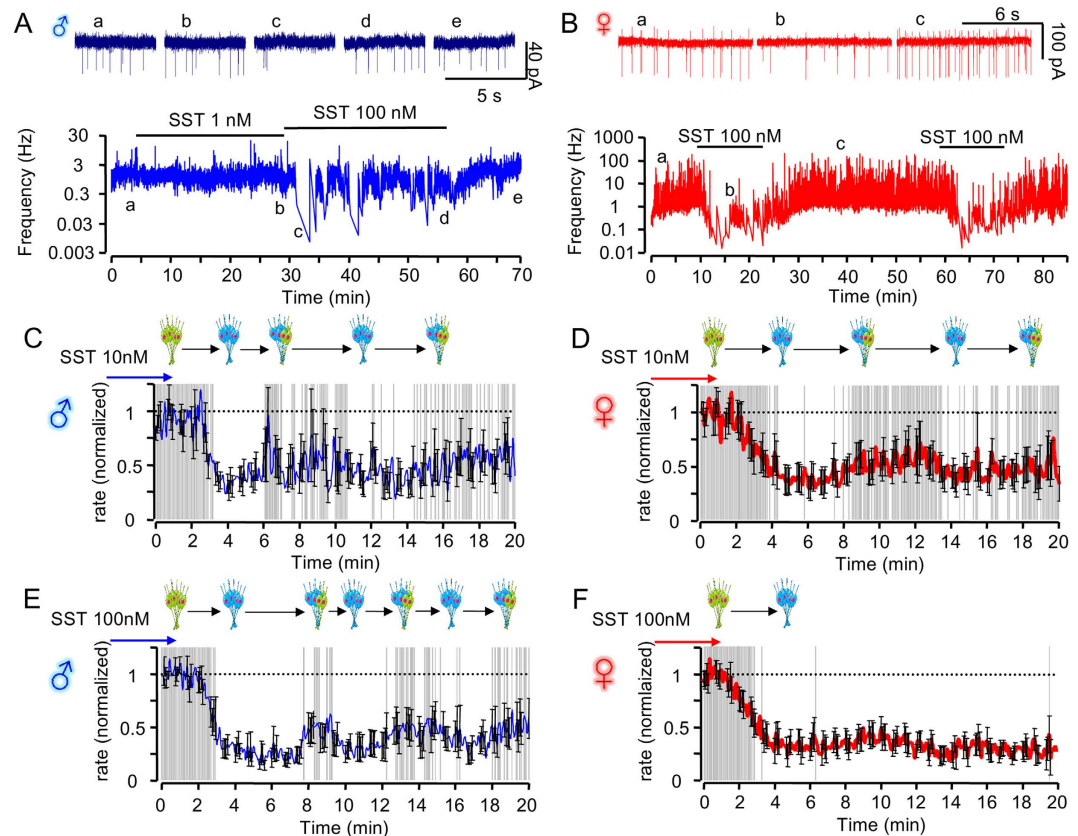 A ♂ a b c d e
40 pA
5 s
SST 1 nM SST 100 nM
Frequency (Hz)
30
3
0.3
0.03
0.003
a b c d e
0 10 20 30 40 50 60 70
Time (min)
B ♀ a b c 6 s
100 pA
SST 100 nM SST 100 nM
Frequency (Hz)
1000
100
10
1
0.1
0.01
a b c
0 10 20 30 40 50 60 70 80
Time (min)
C
SST 10nM
♂
rate (normalized)
1
0.5
0
0 2 4 6 8 10 12 14 16 18 20
Time (min)
D
SST 10nM
♀
rate (normlaized)
1
0.5
0
0 2 4 6 8 10 12 14 16 18 20
Time (min)
E
SST 100nM
♂
rate (normalized)
1
0.5
0
0 2 4 6 8 10 12 14 16 18 20
Time (min)
F
SST 100nM
♀
rate (normlaized)
1
0.5
0
0 2 4 6 8 10 12 14 16 18 20
Time (min)